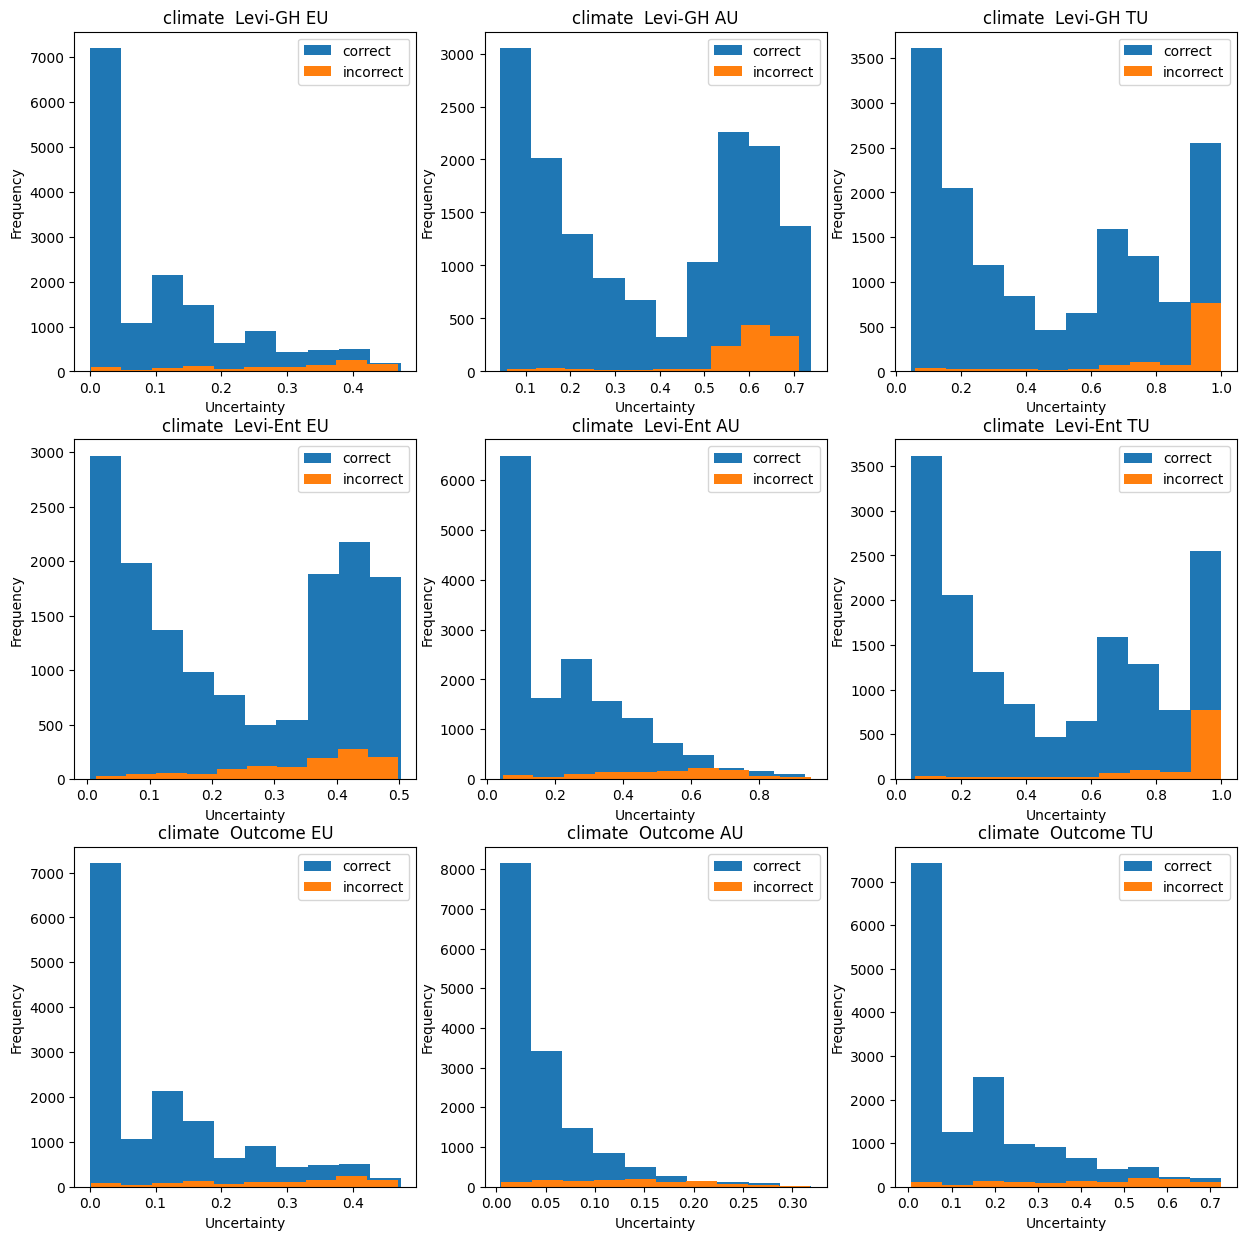 climate  Levi-GH EU
7000
6000
5000
4000
3000
2000
1000
0
Frequency
correct
incorrect
0.0 0.1 0.2 0.3 0.4
Uncertainty
climate  Levi-GH AU
3000
2500
2000
1500
1000
500
0
Frequency
correct
incorrect
0.1 0.2 0.3 0.4 0.5 0.6 0.7
Uncertainty
climate  Levi-GH TU
3500
3000
2500
2000
1500
1000
500
0
Frequency
correct
incorrect
0.0 0.2 0.4 0.6 0.8 1.0
Uncertainty
climate  Levi-Ent EU
3000
2500
2000
1500
1000
500
0
Frequency
correct
incorrect
0.0 0.1 0.2 0.3 0.4 0.5
Uncertainty
climate  Levi-Ent AU
6000
5000
4000
3000
2000
1000
0
Frequency
correct
incorrect
0.0 0.2 0.4 0.6 0.8
Uncertainty
climate  Levi-Ent TU
3500
3000
2500
2000
1500
1000
500
0
Frequency
correct
incorrect
0.0 0.2 0.4 0.6 0.8 1.0
Uncertainty
climate  Outcome EU
7000
6000
5000
4000
3000
2000
1000
0
Frequency
correct
incorrect
0.0 0.1 0.2 0.3 0.4
Uncertainty
climate  Outcome AU
8000
7000
6000
5000
4000
3000
2000
1000
0
Frequency
correct
incorrect
0.00 0.05 0.10 0.15 0.20 0.25 0.30
Uncertainty
climate  Outcome TU
7000
6000
5000
4000
3000
2000
1000
0
Frequency
correct
incorrect
0.0 0.1 0.2 0.3 0.4 0.5 0.6 0.7
Uncertainty